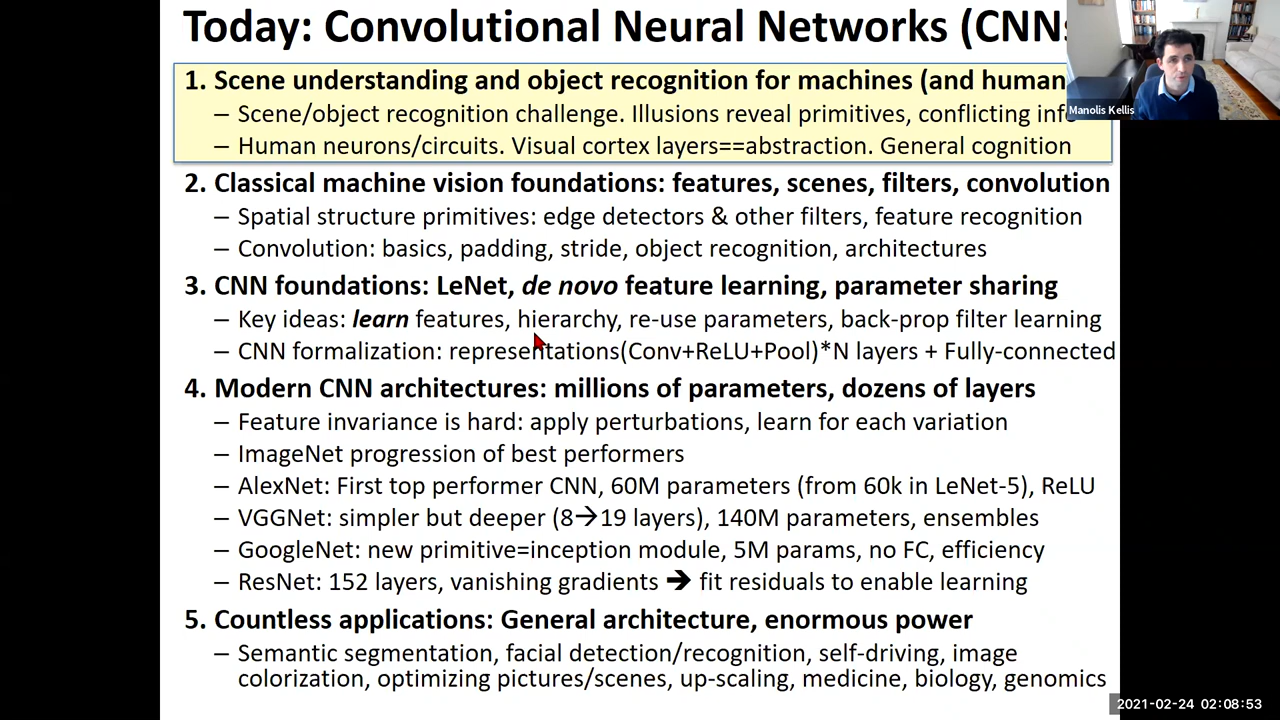 Today: Convolutional Neural Networks (CNNs
1. Scene understanding and object recognition for machines (and human
– Scene/object recognition challenge. Illusions reveal primitives, conflicting info
– Human neurons/circuits. Visual cortex layers==abstraction. General cognition
2. Classical machine vision foundations: features, scenes, filters, convolution
– Spatial structure primitives: edge detectors & other filters, feature recognition
– Convolution: basics, padding, stride, object recognition, architectures
3. CNN foundations: LeNet, de novo feature learning, parameter sharing
– Key ideas: learn features, hierarchy, re-use parameters, back-prop filter learning
– CNN formalization: representations(Conv+ReLU+Pool)*N layers + Fully-connected
4. Modern CNN architectures: millions of parameters, dozens of layers
– Feature invariance is hard: apply perturbations, learn for each variation
– ImageNet progression of best performers
– AlexNet: First top performer CNN, 60M parameters (from 60k in LeNet-5), ReLU
– VGGNet: simpler but deeper (8→19 layers), 140M parameters, ensembles
– GoogleNet: new primitive=inception module, 5M params, no FC, efficiency
– ResNet: 152 layers, vanishing gradients ➔ fit residuals to enable learning
5. Countless applications: General architecture, enormous power
– Semantic segmentation, facial detection/recognition, self-driving, image
colorization, optimizing pictures/scenes, up-scaling, medicine, biology, genomics
Manolis Kellis
2021-02-24 02:08:53